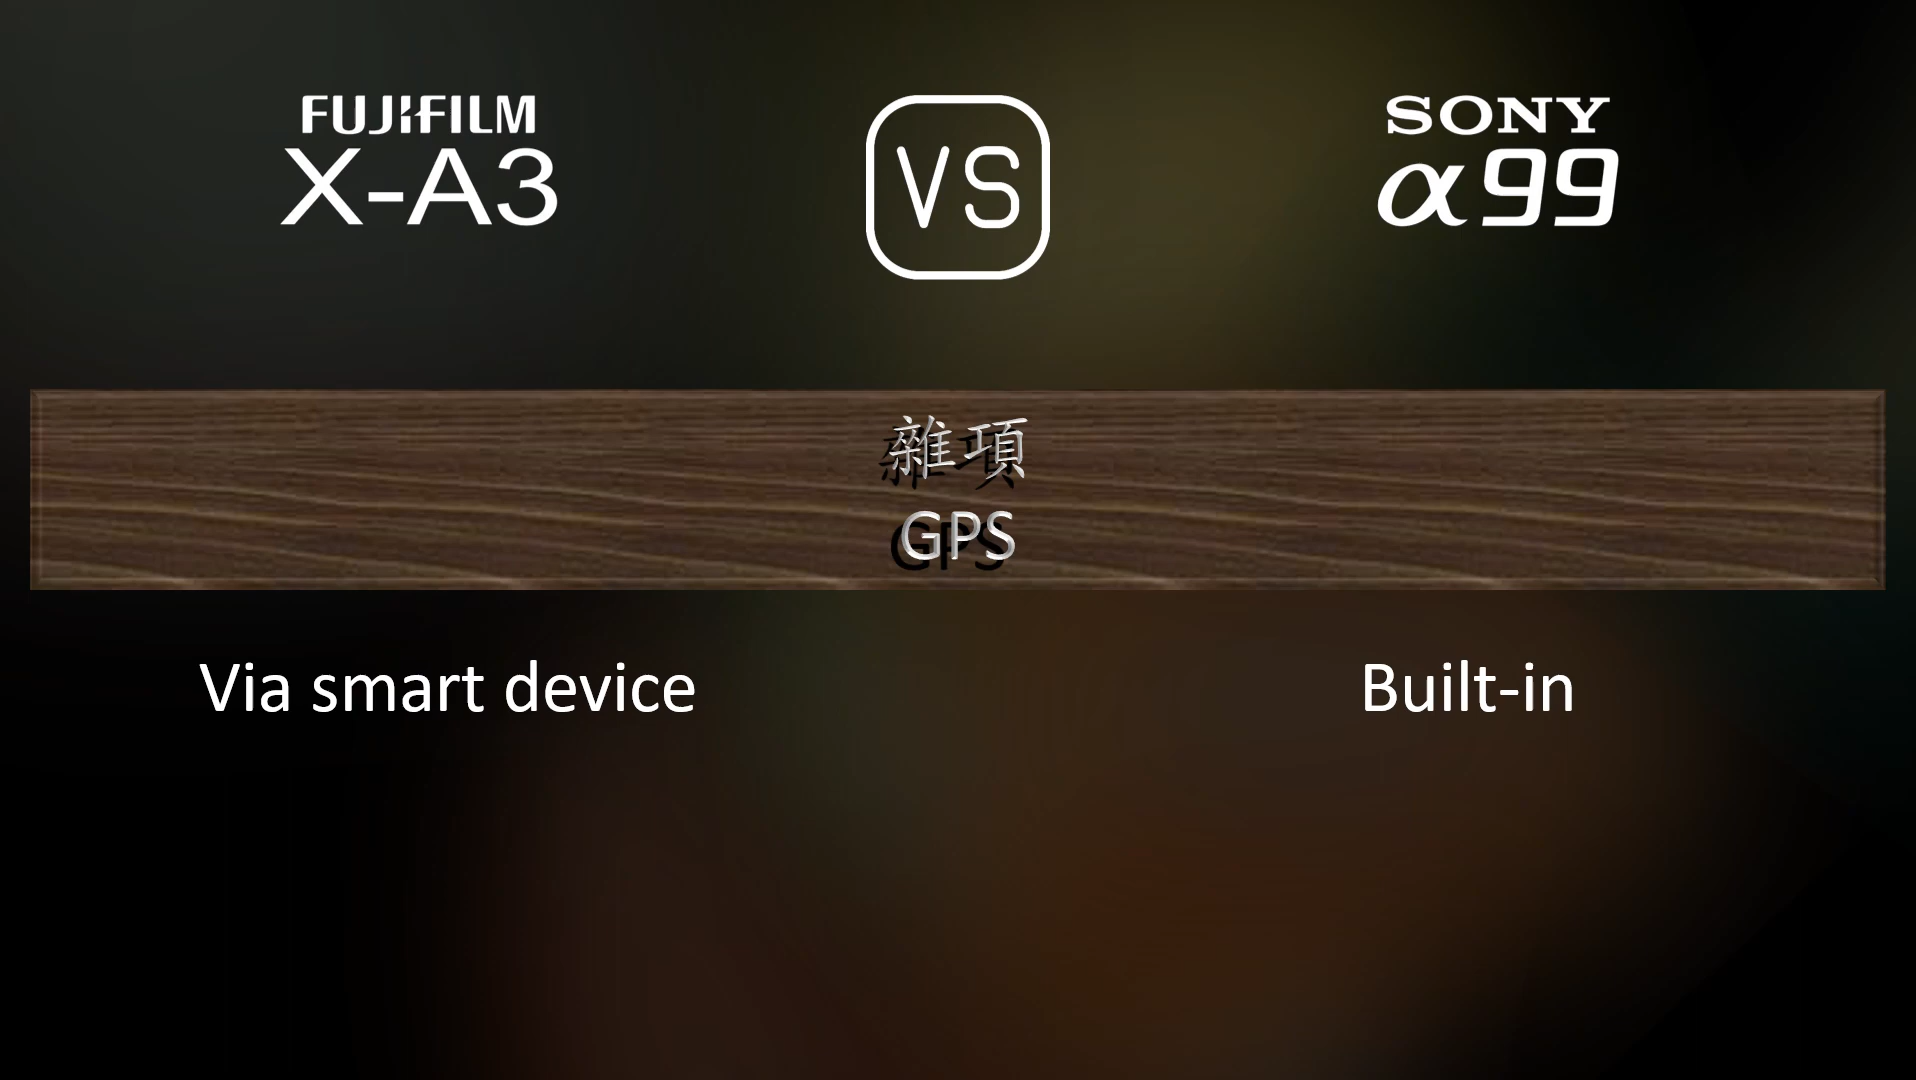 FUJIFILM
X-A3
VS
SONY
α99
雜項
GPS
Via smart device
Built-in